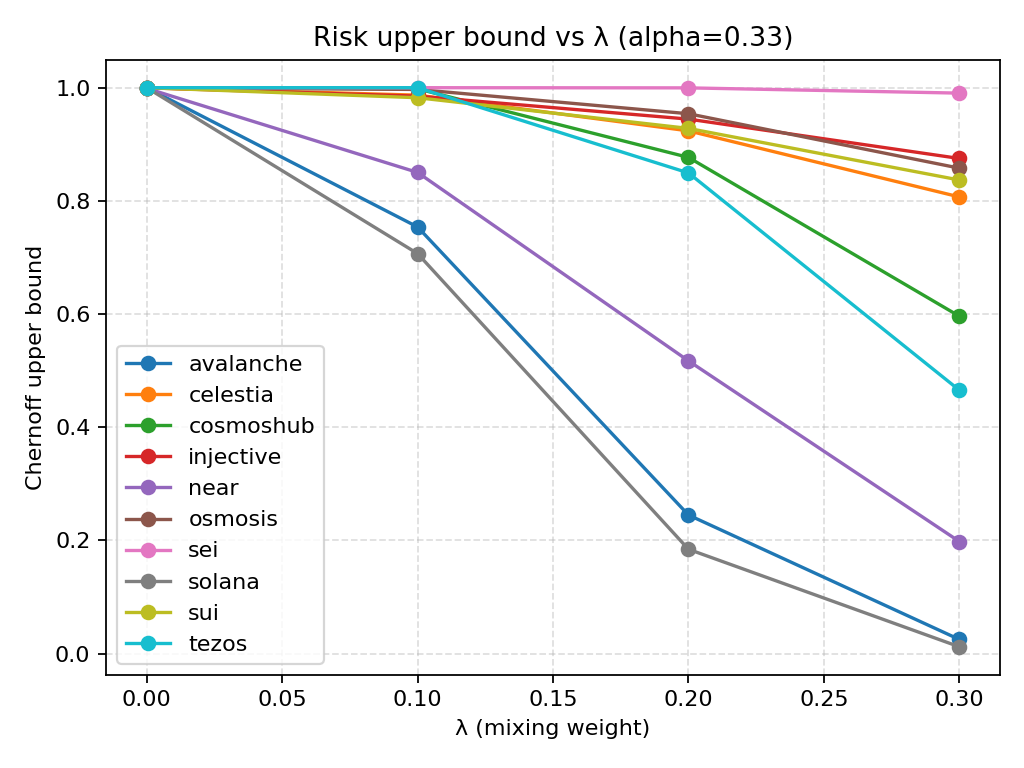 Risk upper bound vs λ (alpha=0.33)
Chernoff upper bound
1.0
0.8
0.6
0.4
0.2
0.0
avalanche
celestia
cosmoshub
injective
near
osmosis
sei
solana
sui
tezos
0.00 0.05 0.10 0.15 0.20 0.25 0.30
λ (mixing weight)